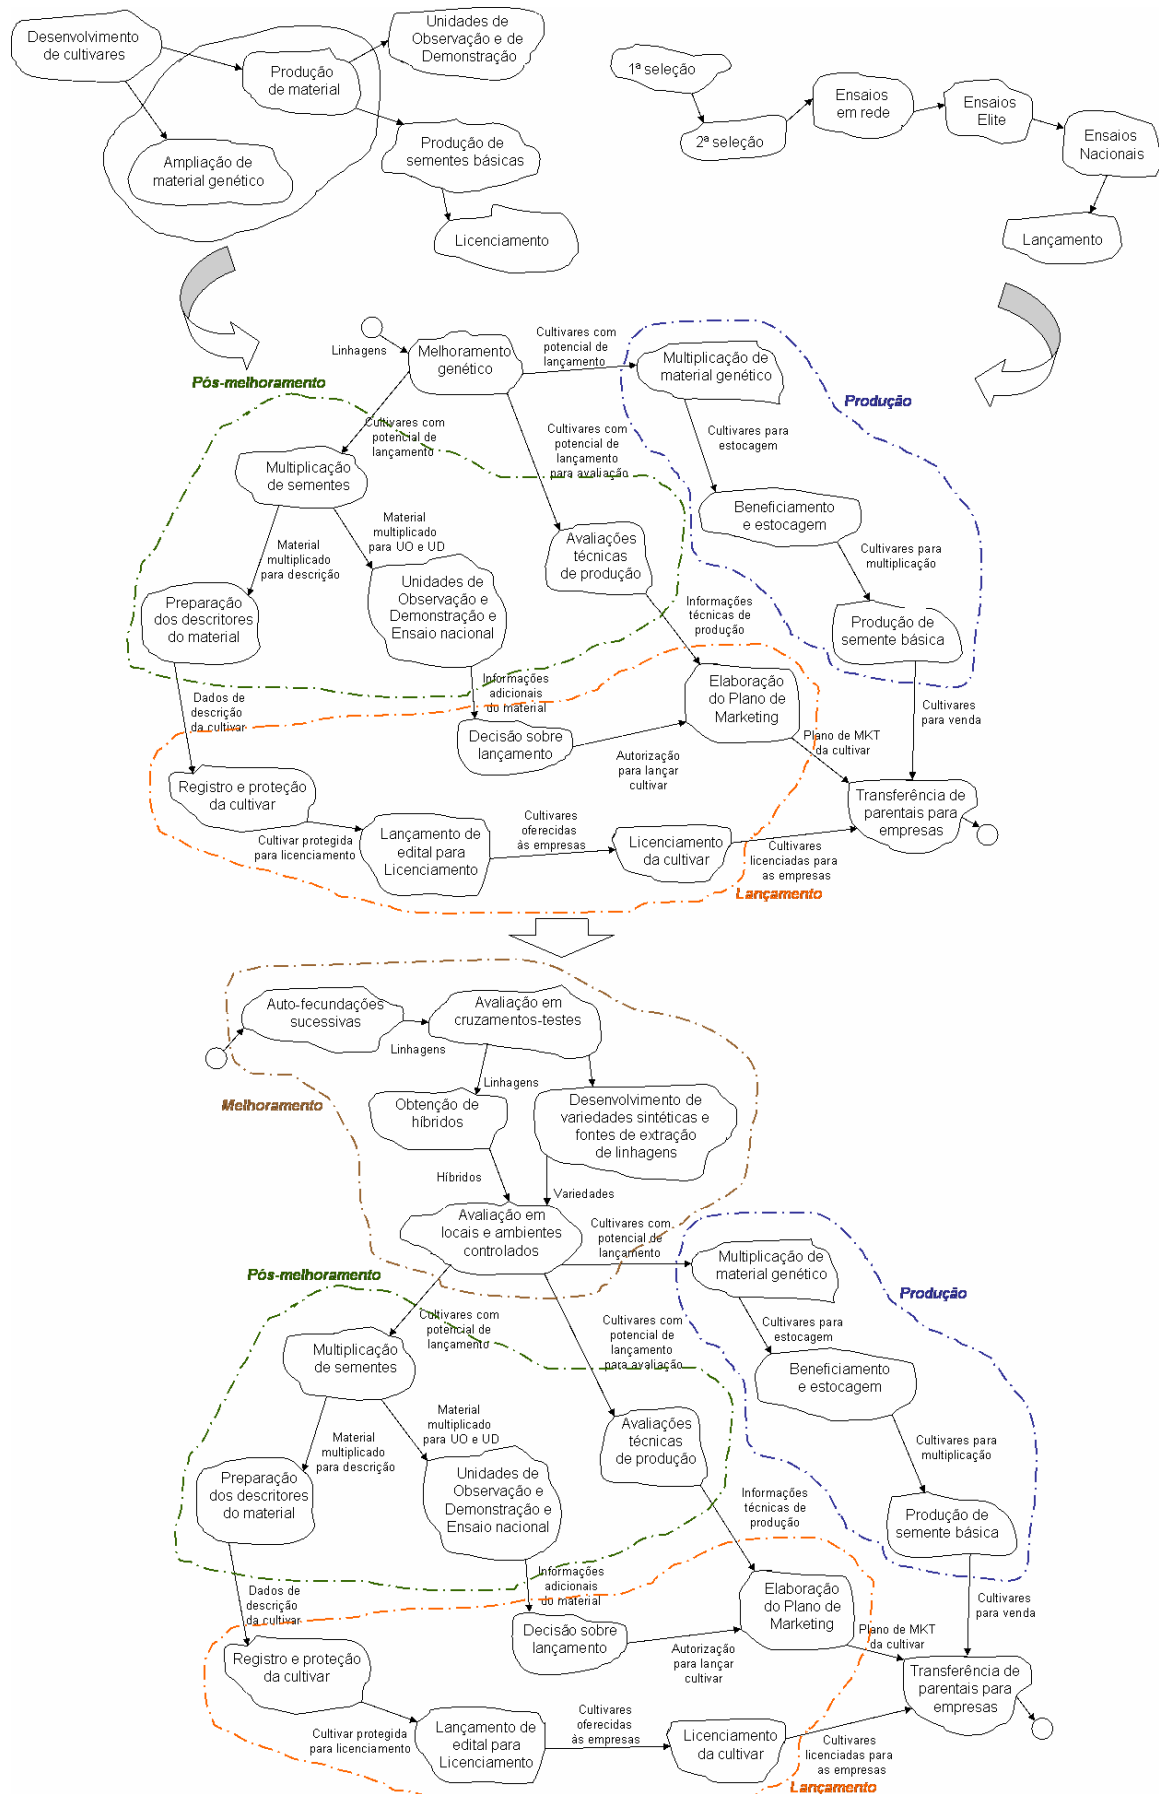 Desenvolvimento
de cultivares
Produção
de material
Unidades de
Observação e de
Demonstração
Ampliação de
material genético
Produção de
sementes básicas
Licenciamento
1ª seleção
2ª seleção
Ensaios
em rede
Ensaios
Elite
Ensaios
Nacionais
Lançamento
Linhagens
Melhoramento
genético
Cultivares com
potencial de
lançamento
Multiplicação de
material genético
Pós-melhoramento
Produção
Cultivares com
potencial de
lançamento
Cultivares com
potencial de
lançamento
para avaliação
Cultivares para
estocagem
Multiplicação
de sementes
Beneficiamento
e estocagem
Material
multiplicado
para descrição
Material
multiplicado
para UO e UD
Avaliações
técnicas
de produção
Cultivares para
multiplicação
Preparação
dos descritores
do material
Unidades de
Observação e
Demonstração e
Ensaio nacional
Informações
técnicas de
produção
Produção de
semente básica
Dados de
descrição
da cultivar
Informações
adicionais
do material
Elaboração
do Plano de
Marketing
Cultivares
para venda
Decisão sobre
lançamento
Autorização
para lançar
cultivar
Plano de MKT
da cultivar
Registro e proteção
da cultivar
Transferência de
parentais para
empresas
Cultivar protegida
para licenciamento
Lançamento de
edital para
Licenciamento
Cultivares
oferecidas
às empresas
Licenciamento
da cultivar
Cultivares
licenciadas para
as empresas
Lançamento
Auto-fecundações
sucessivas
Linhagens
Avaliação em
cruzamentos-testes
Melhoramento
Linhagens
Obtenção de
híbridos
Desenvolvimento de
variedades sintéticas e
fontes de extração
de linhagens
Híbridos
Variedades
Avaliação em
locais e ambientes
controlados
Cultivares com
potencial de
lançamento
Multiplicação de
material genético
Pós-melhoramento
Produção
Cultivares com
potencial de
lançamento
Cultivares com
potencial de
lançamento
para avaliação
Cultivares para
estocagem
Multiplicação
de sementes
Beneficiamento
e estocagem
Material
multiplicado
para descrição
Material
multiplicado
para UO e UD
Avaliações
técnicas
de produção
Cultivares para
multiplicação
Preparação
dos descritores
do material
Unidades de
Observação e
Demonstração e
Ensaio nacional
Informações
técnicas de
produção
Produção de
semente básica
Dados de
descrição
da cultivar
Informações
adicionais
do material
Elaboração
do Plano de
Marketing
Cultivares
para venda
Decisão sobre
lançamento
Autorização
para lançar
cultivar
Plano de MKT
da cultivar
Registro e proteção
da cultivar
Transferência de
parentais para
empresas
Cultivar protegida
para licenciamento
Lançamento de
edital para
Licenciamento
Cultivares
oferecidas
às empresas
Licenciamento
da cultivar
Cultivares
licenciadas para
as empresas
Lançamento